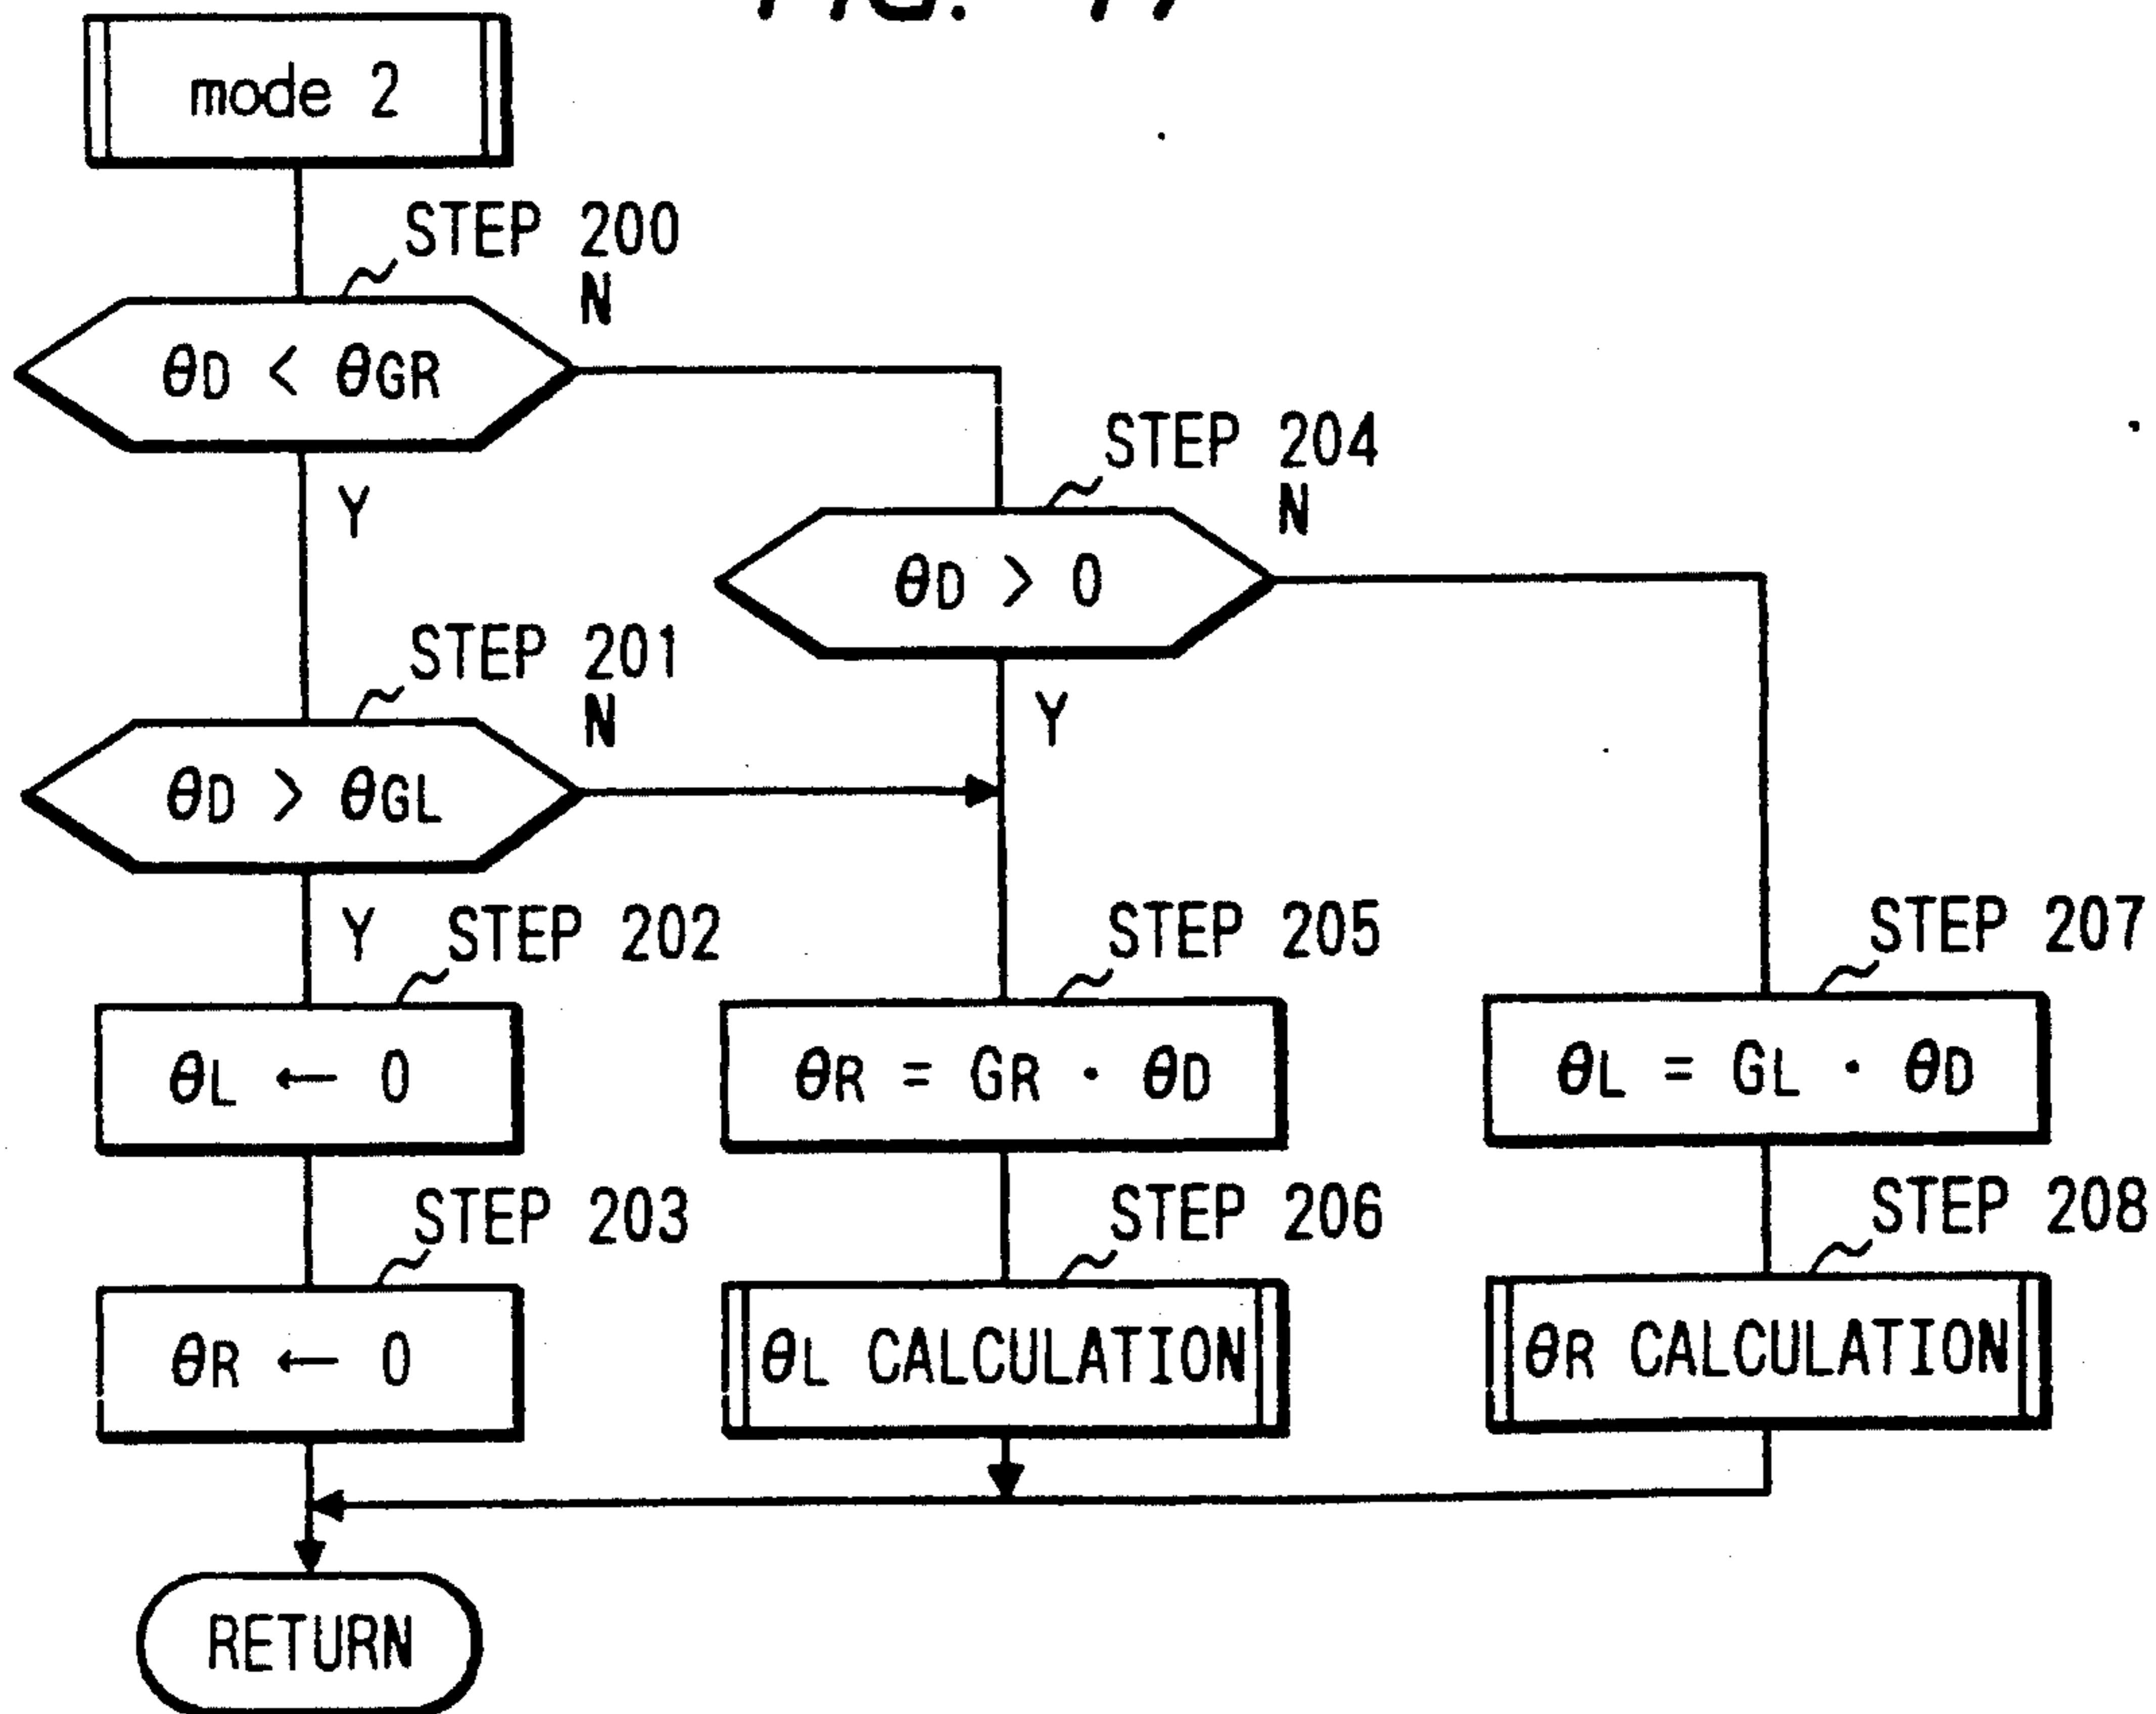 mode 2
STEP 200
N
θD < θGR
Y
STEP 204
N
θD > 0
Y
STEP 201
N
θD > θGL
Y
STEP 202
θL ← 0
STEP 205
θR = GR · θD
STEP 207
θL = GL · θD
STEP 203
θR ← 0
STEP 206
θL CALCULATION
STEP 208
θR CALCULATION
RETURN